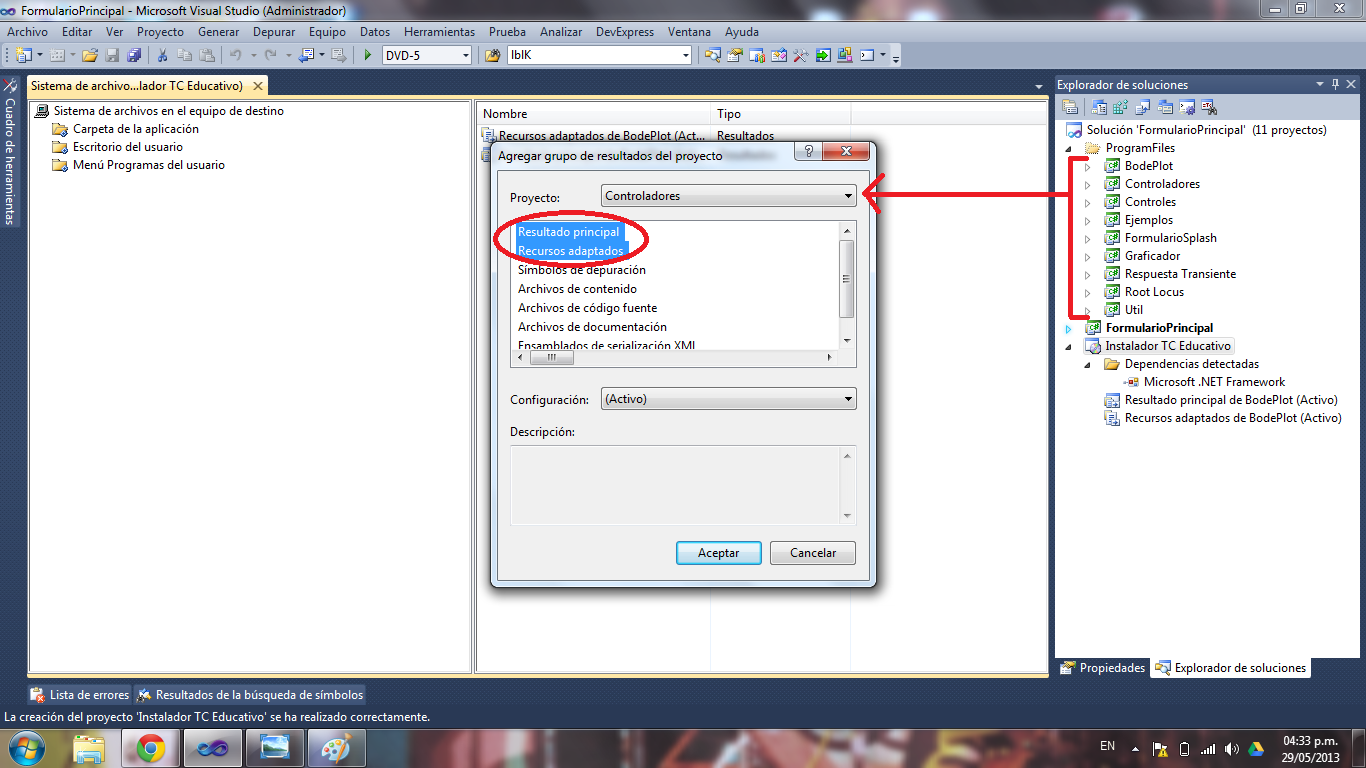 FormularioPrincipal - Microsoft Visual Studio (Administrador)
Archivo Editar Ver Proyecto Generar Depurar Equipo Datos Herramientas Prueba Analizar DevExpress Ventana Ayuda
DVD-5 lblK
Sistema de archivo...lador TC Educativo)
Cuadro de herramientas
Sistema de archivos en el equipo de destino
Carpeta de la aplicación
Escritorio del usuario
Menú Programas del usuario
Nombre Tipo
Recursos adaptados de BodePlot (Act... Resultados
Agregar grupo de resultados del proyecto
Proyecto: Controladores
Resultado principal
Recursos adaptados
Símbolos de depuración
Archivos de contenido
Archivos de código fuente
Archivos de documentación
Ensamblados de serialización XML
Configuración: (Activo)
Descripción:
Aceptar Cancelar
Explorador de soluciones
Solución 'FormularioPrincipal' (11 proyectos)
ProgramFiles
BodePlot
Controladores
Controles
Ejemplos
FormularioSplash
Graficador
Respuesta Transiente
Root Locus
Util
FormularioPrincipal
Instalador TC Educativo
Dependencias detectadas
Microsoft .NET Framework
Resultado principal de BodePlot (Activo)
Recursos adaptados de BodePlot (Activo)
Propiedades Explorador de soluciones
Lista de errores Resultados de la búsqueda de símbolos
La creación del proyecto 'Instalador TC Educativo' se ha realizado correctamente.
EN
04:33 p.m.
29/05/2013